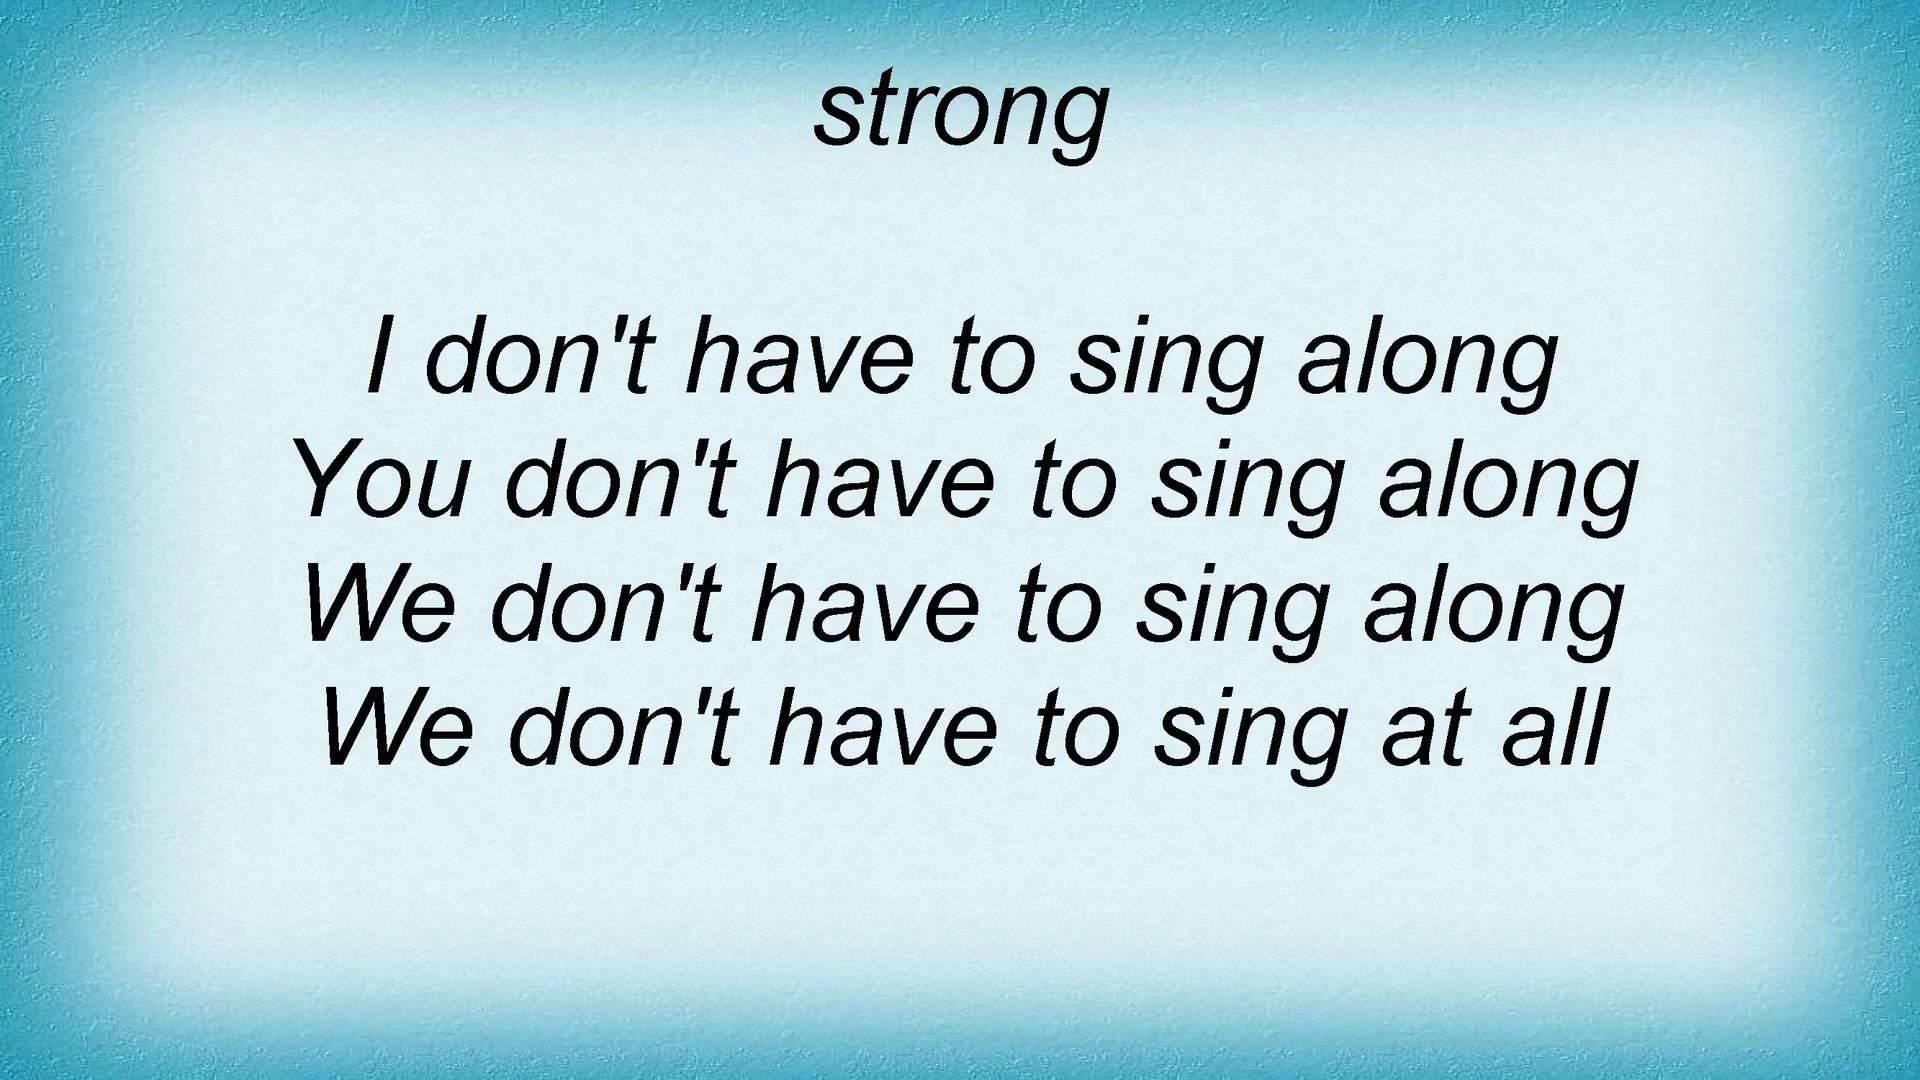 strong
I don't have to sing along
You don't have to sing along
We don't have to sing along
We don't have to sing at all